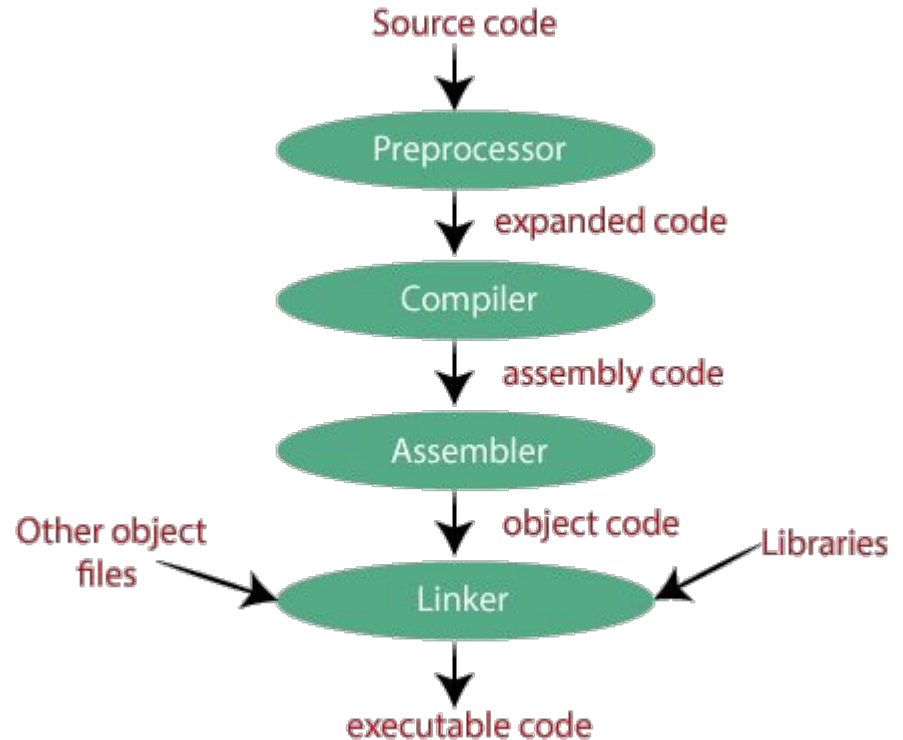 Source code
Preprocessor
expanded code
Compiler
assembly code
Assembler
object code
Other object
files
Libraries
Linker
executable code